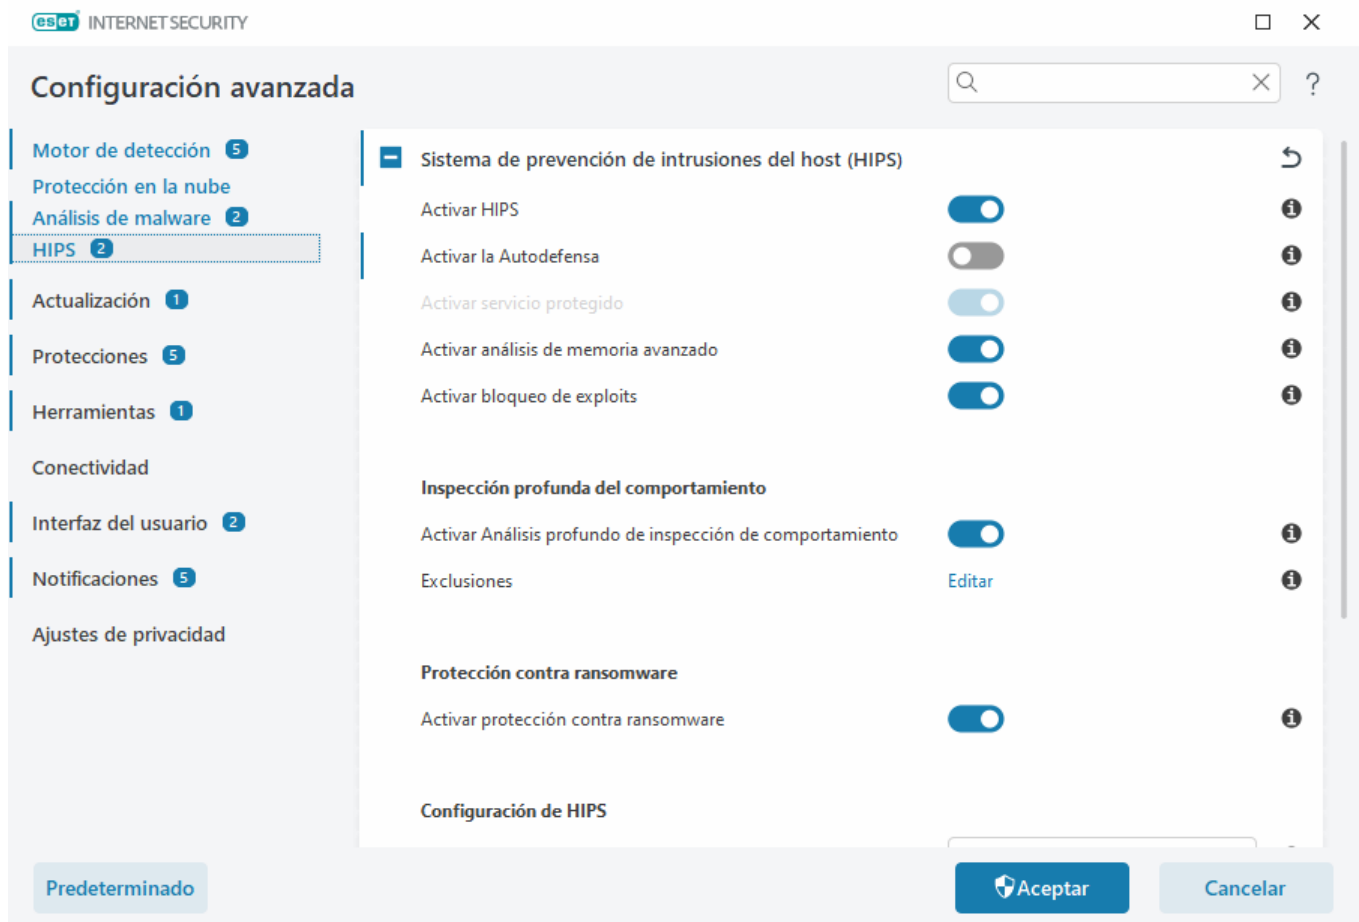 eset INTERNET SECURITY
Configuración avanzada
?
Motor de detección 5
Protección en la nube
Análisis de malware 2
HIPS 2
Actualización 1
Protecciones 5
Herramientas 1
Conectividad
Interfaz del usuario 2
Notificaciones 5
Ajustes de privacidad
Sistema de prevención de intrusiones del host (HIPS)
Activar HIPS
Activar la Autodefensa
Activar servicio protegido
Activar análisis de memoria avanzado
Activar bloqueo de exploits
Inspección profunda del comportamiento
Activar Análisis profundo de inspección de comportamiento
Exclusiones Editar
Protección contra ransomware
Activar protección contra ransomware
Configuración de HIPS
Predeterminado
Aceptar
Cancelar